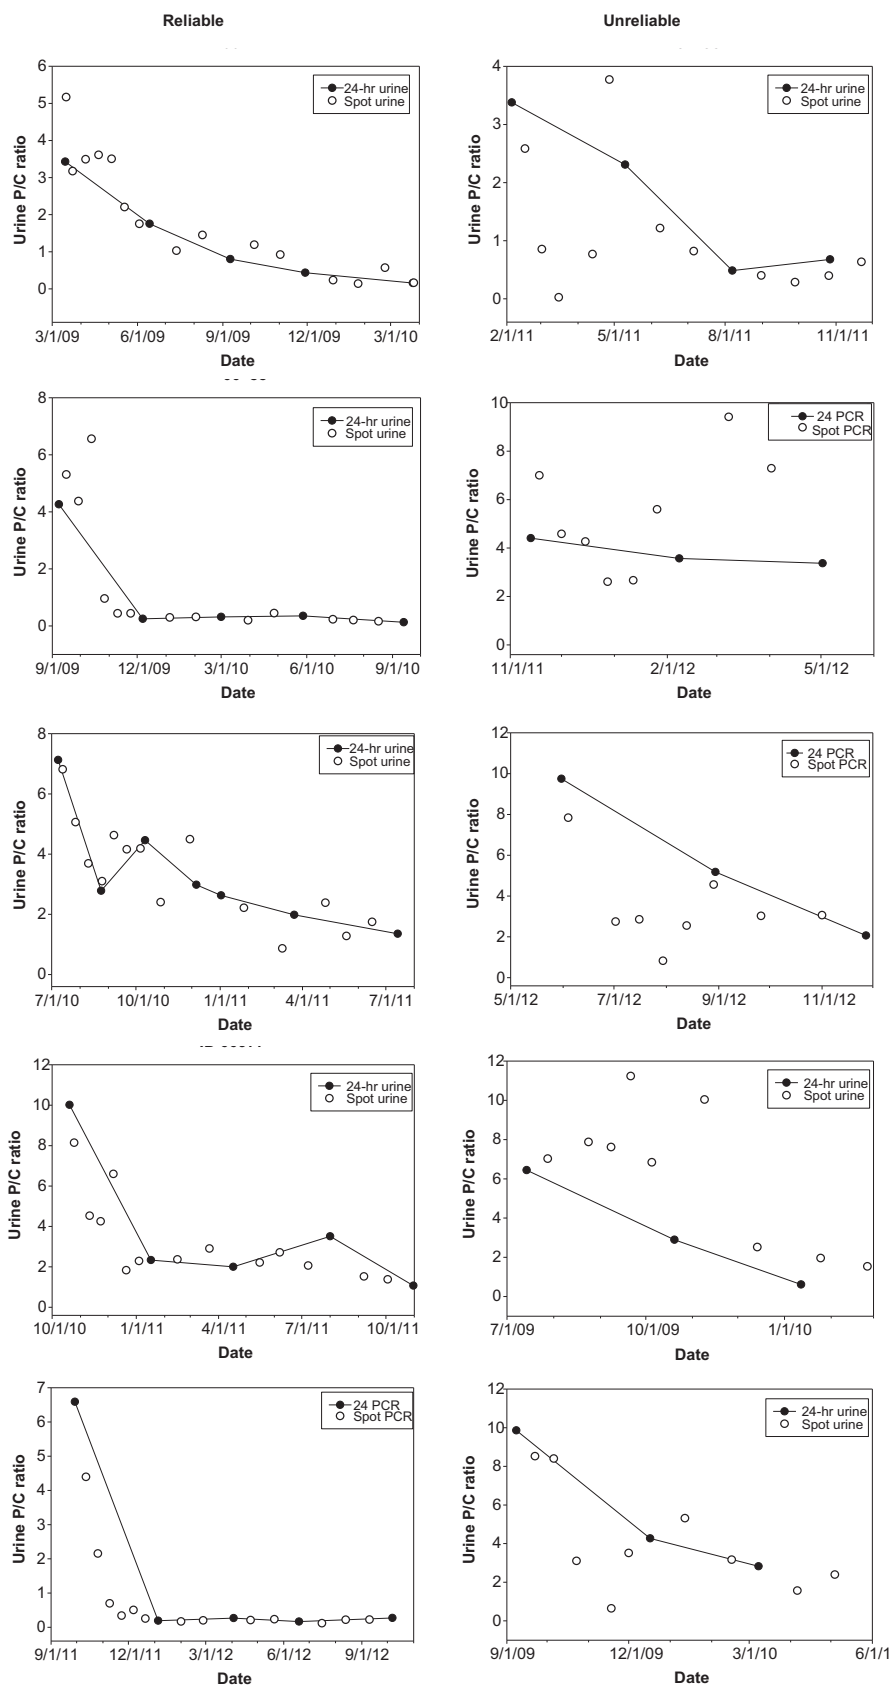 Reliable
Unreliable
6
5
4
3
2
1
0
Urine P/C ratio
24-hr urine
Spot urine
3/1/09 6/1/09 9/1/09 12/1/09 3/1/10
Date
4
3
2
1
0
Urine P/C ratio
24-hr urine
Spot urine
2/1/11 5/1/11 8/1/11 11/1/11
Date
8
6
4
2
0
Urine P/C ratio
24-hr urine
Spot urine
9/1/09 12/1/09 3/1/10 6/1/10 9/1/10
Date
10
8
6
4
2
0
Urine P/C ratio
24 PCR
Spot PCR
11/1/11 2/1/12 5/1/12
Date
8
6
4
2
0
Urine P/C ratio
24-hr urine
Spot urine
7/1/10 10/1/10 1/1/11 4/1/11 7/1/11
Date
12
10
8
6
4
2
0
Urine P/C ratio
24 PCR
Spot PCR
5/1/12 7/1/12 9/1/12 11/1/12
Date
12
10
8
6
4
2
0
Urine P/C ratio
24-hr urine
Spot urine
10/1/10 1/1/11 4/1/11 7/1/11 10/1/11
Date
12
10
8
6
4
2
0
Urine P/C ratio
24-hr urine
Spot urine
7/1/09 10/1/09 1/1/10
Date
7
6
5
4
3
2
1
0
Urine P/C ratio
24 PCR
Spot PCR
9/1/11 12/1/11 3/1/12 6/1/12 9/1/12
Date
12
10
8
6
4
2
0
Urine P/C ratio
24-hr urine
Spot urine
9/1/09 12/1/09 3/1/10 6/1/1
Date